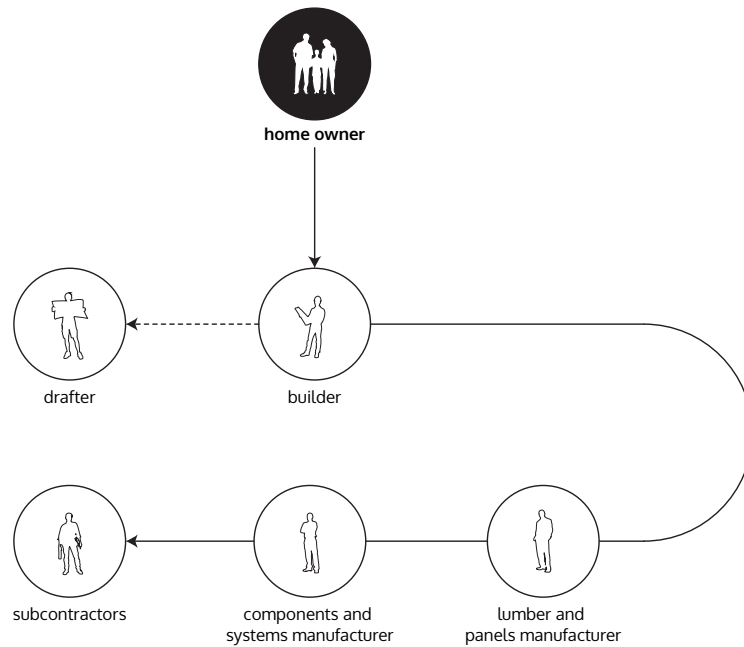 home owner
drafter
builder
subcontractors
components and
systems manufacturer
lumber and
panels manufacturer